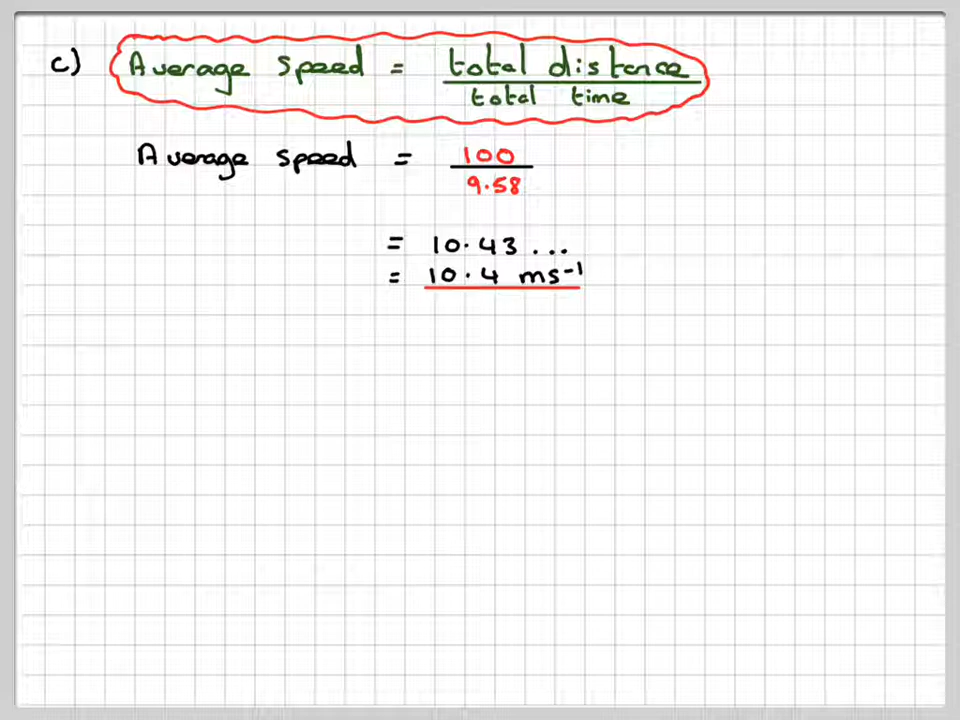 c) Average speed = total distance / total time
Average speed = 100 / 9.58
= 10.43 ...
= 10.4 ms⁻¹